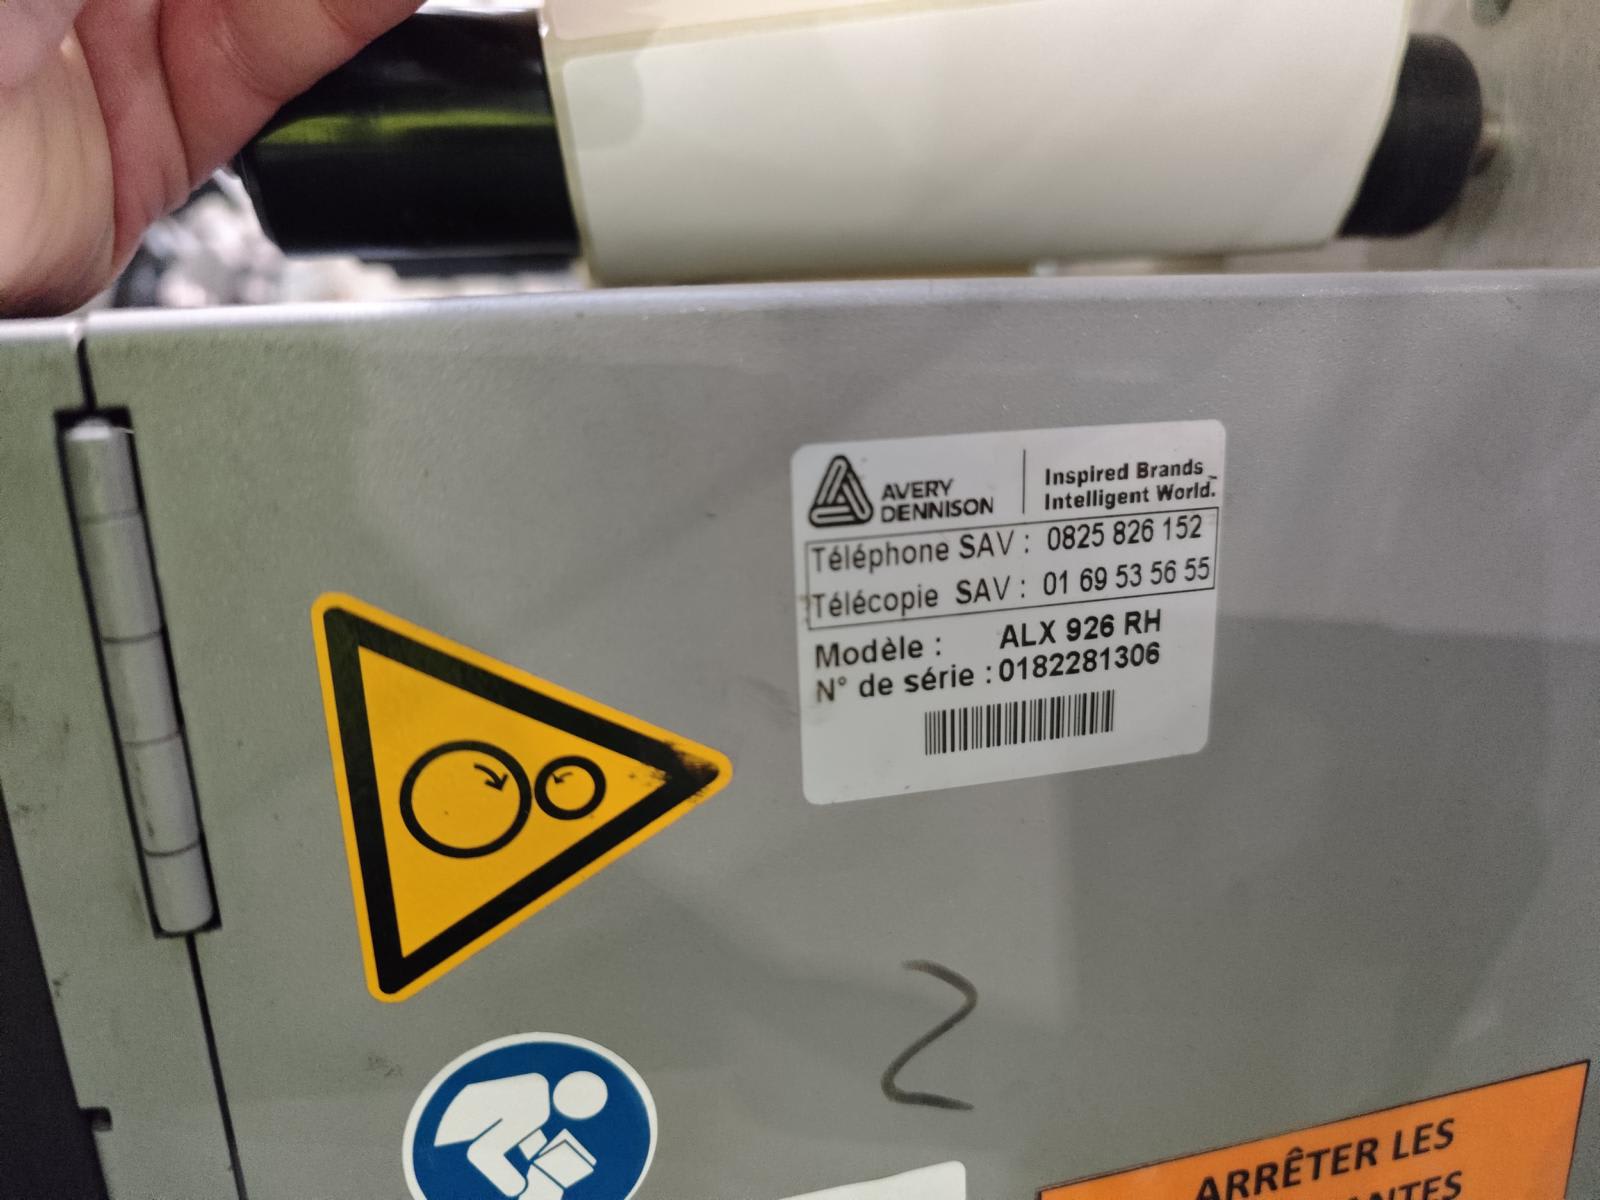 AVERY
DENNISON
Inspired Brands
Intelligent World.
Téléphone SAV : 0825 826 152
Télécopie SAV : 01 69 53 56 55
Modèle : ALX 926 RH
N° de série : 0182281306
2
ARRÊTER LES